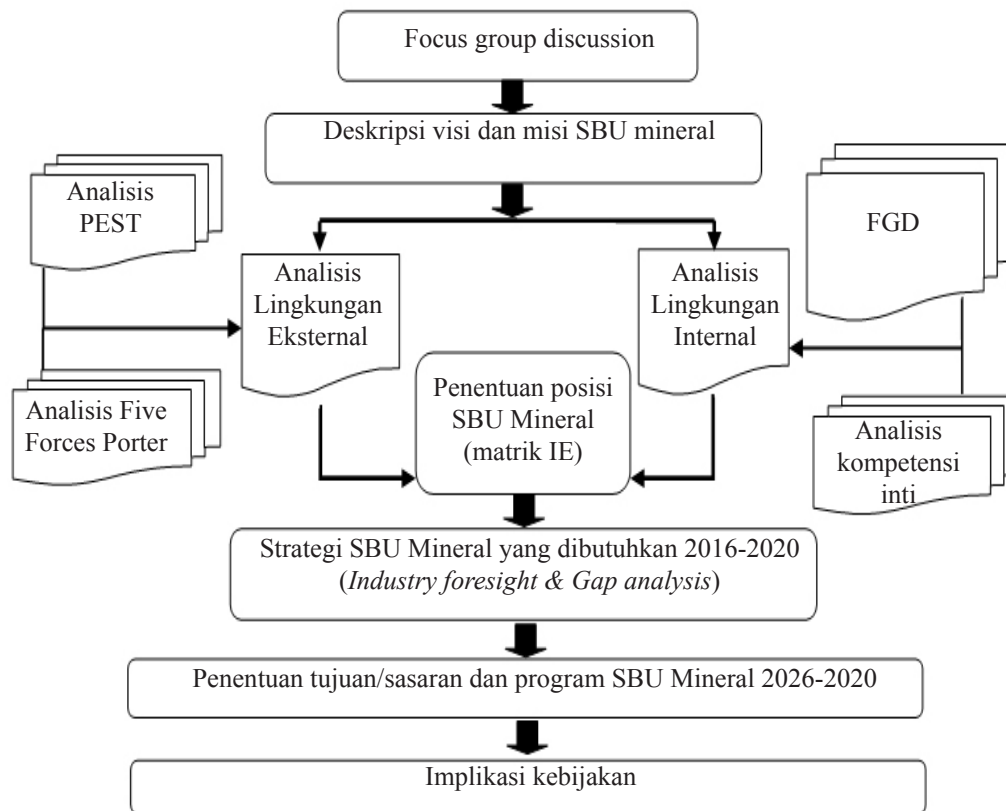 Focus group discussion
Deskripsi visi dan misi SBU mineral
Analisis
PEST
FGD
Analisis
Lingkungan
Eksternal
Analisis
Lingkungan
Internal
Analisis Five
Forces Porter
Penentuan posisi
SBU Mineral
(matrik IE)
Analisis
kompetensi
inti
Strategi SBU Mineral yang dibutuhkan 2016-2020
(Industry foresight & Gap analysis)
Penentuan tujuan/sasaran dan program SBU Mineral 2026-2020
Implikasi kebijakan